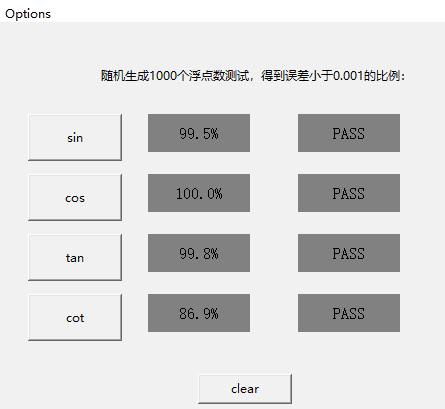 Options
随机生成1000个浮点数测试，得到误差小于0.001的比例：
sin 99.5% PASS
cos 100.0% PASS
tan 99.8% PASS
cot 86.9% PASS
clear